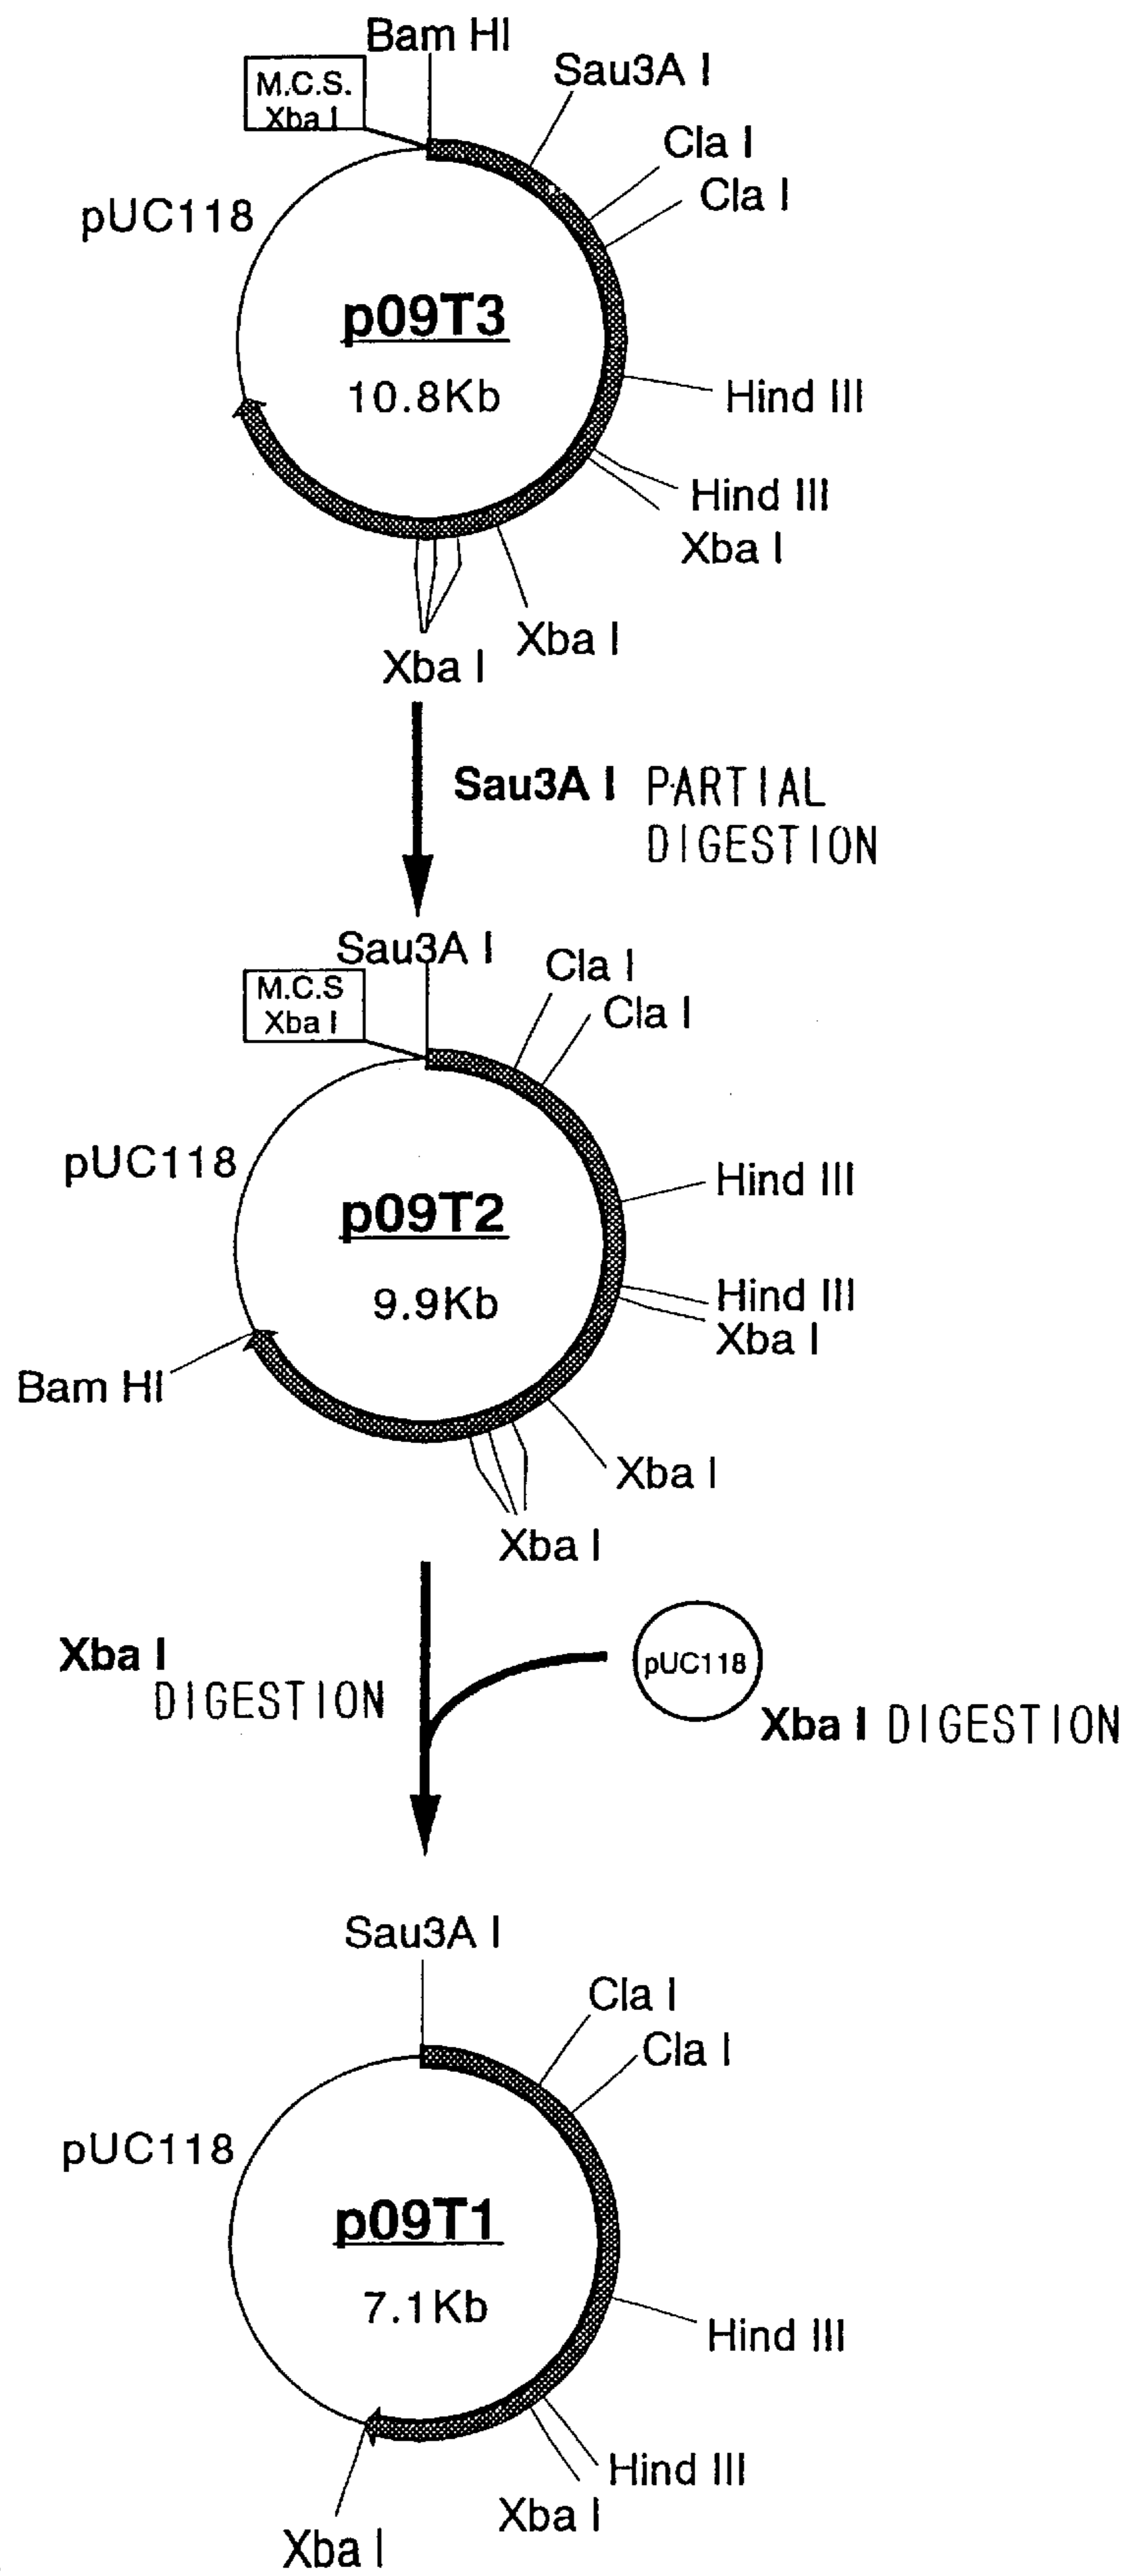 Bam HI
M.C.S.
Xba I
Sau3A I
Cla I
Cla I
pUC118
p09T3
10.8Kb
Hind III
Hind III
Xba I
Xba I
Xba I
Sau3A I PARTIAL
DIGESTION
Sau3A I
M.C.S
Xba I
Cla I
Cla I
pUC118
p09T2
9.9Kb
Hind III
Hind III
Xba I
Bam HI
Xba I
Xba I
Xba I
DIGESTION
pUC118
Xba I DIGESTION
Sau3A I
Cla I
Cla I
pUC118
p09T1
7.1Kb
Hind III
Hind III
Xba I
Xba I